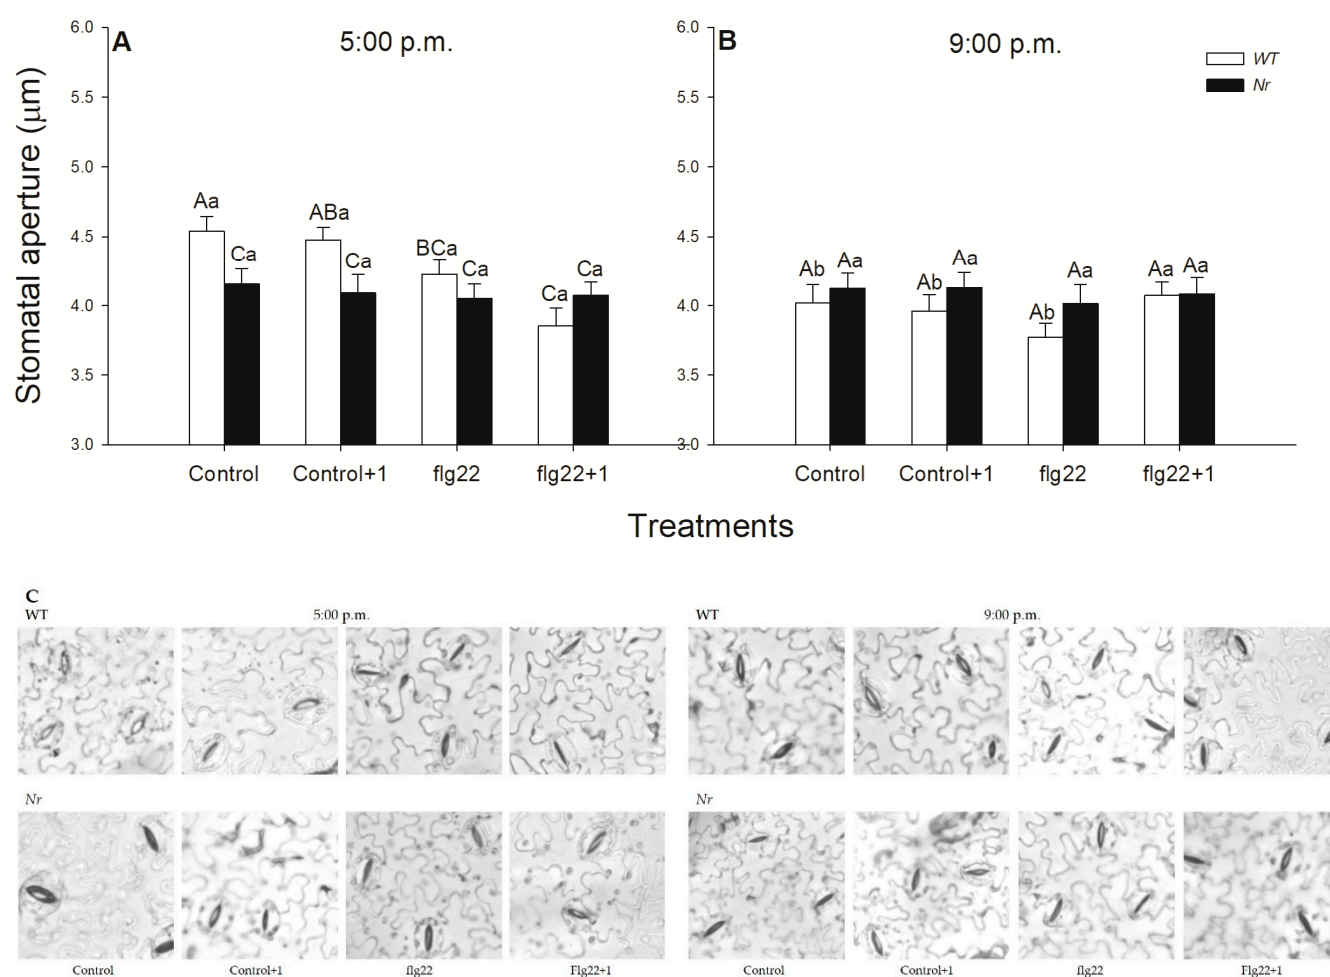 A
5:00 p.m.
B
9:00 p.m.
WT
Nr
Stomatal aperture (μm)
6.0
5.5
5.0
4.5
4.0
3.5
3.0
Aa
Ca
ABa
Ca
BCa
Ca
Ca
Ca
Control
Control+1
flg22
flg22+1
6.0
5.5
5.0
4.5
4.0
3.5
3.0
Ab
Aa
Ab
Aa
Ab
Aa
Aa
Aa
Control
Control+1
flg22
flg22+1
Treatments
C
WT
5:00 p.m.
WT
9:00 p.m.
Nr
Nr
Control
Control+1
flg22
Flg22+1
Control
Control+1
flg22
Flg22+1